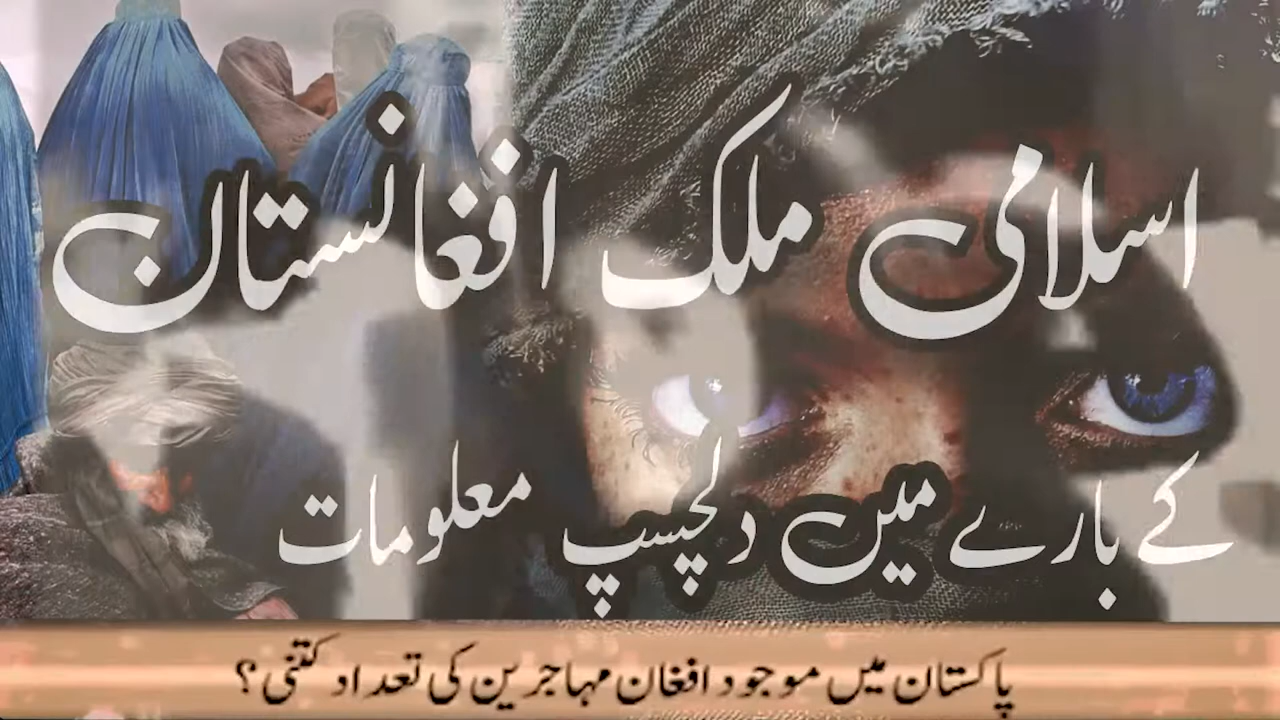 اسلامی ملک افغانستان
کے بارے میں دلچسپ معلومات
پاکستان میں موجود افغان مہاجرین کی تعداد کتنی؟